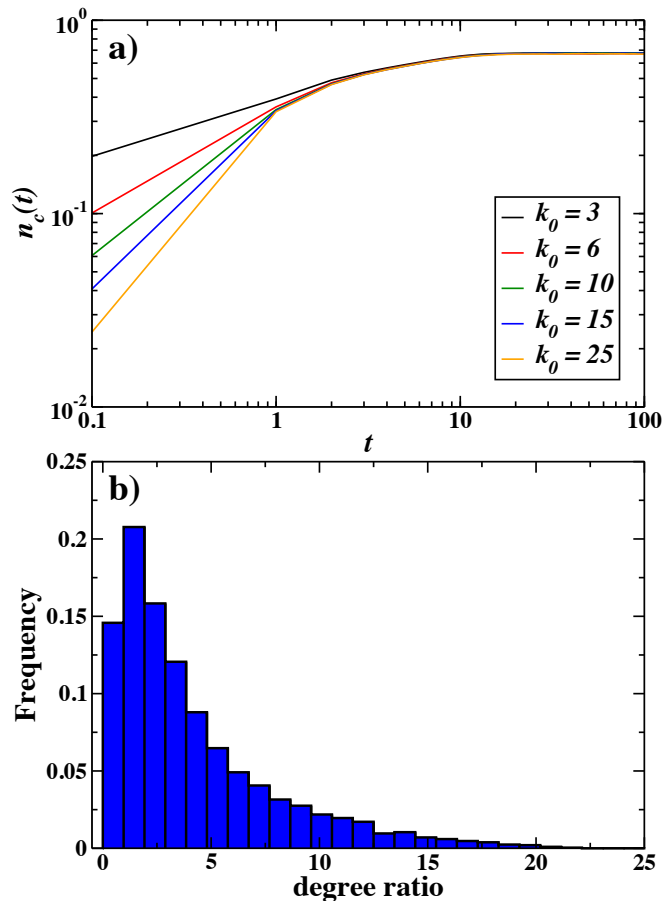 10^0
a)
n_c(t)
10^-1
k_0 = 3
k_0 = 6
k_0 = 10
k_0 = 15
k_0 = 25
10^-2
0.1 1 10 100
t
0.25
b)
0.2
0.15
Frequency
0.1
0.05
0
0 5 10 15 20 25
degree ratio